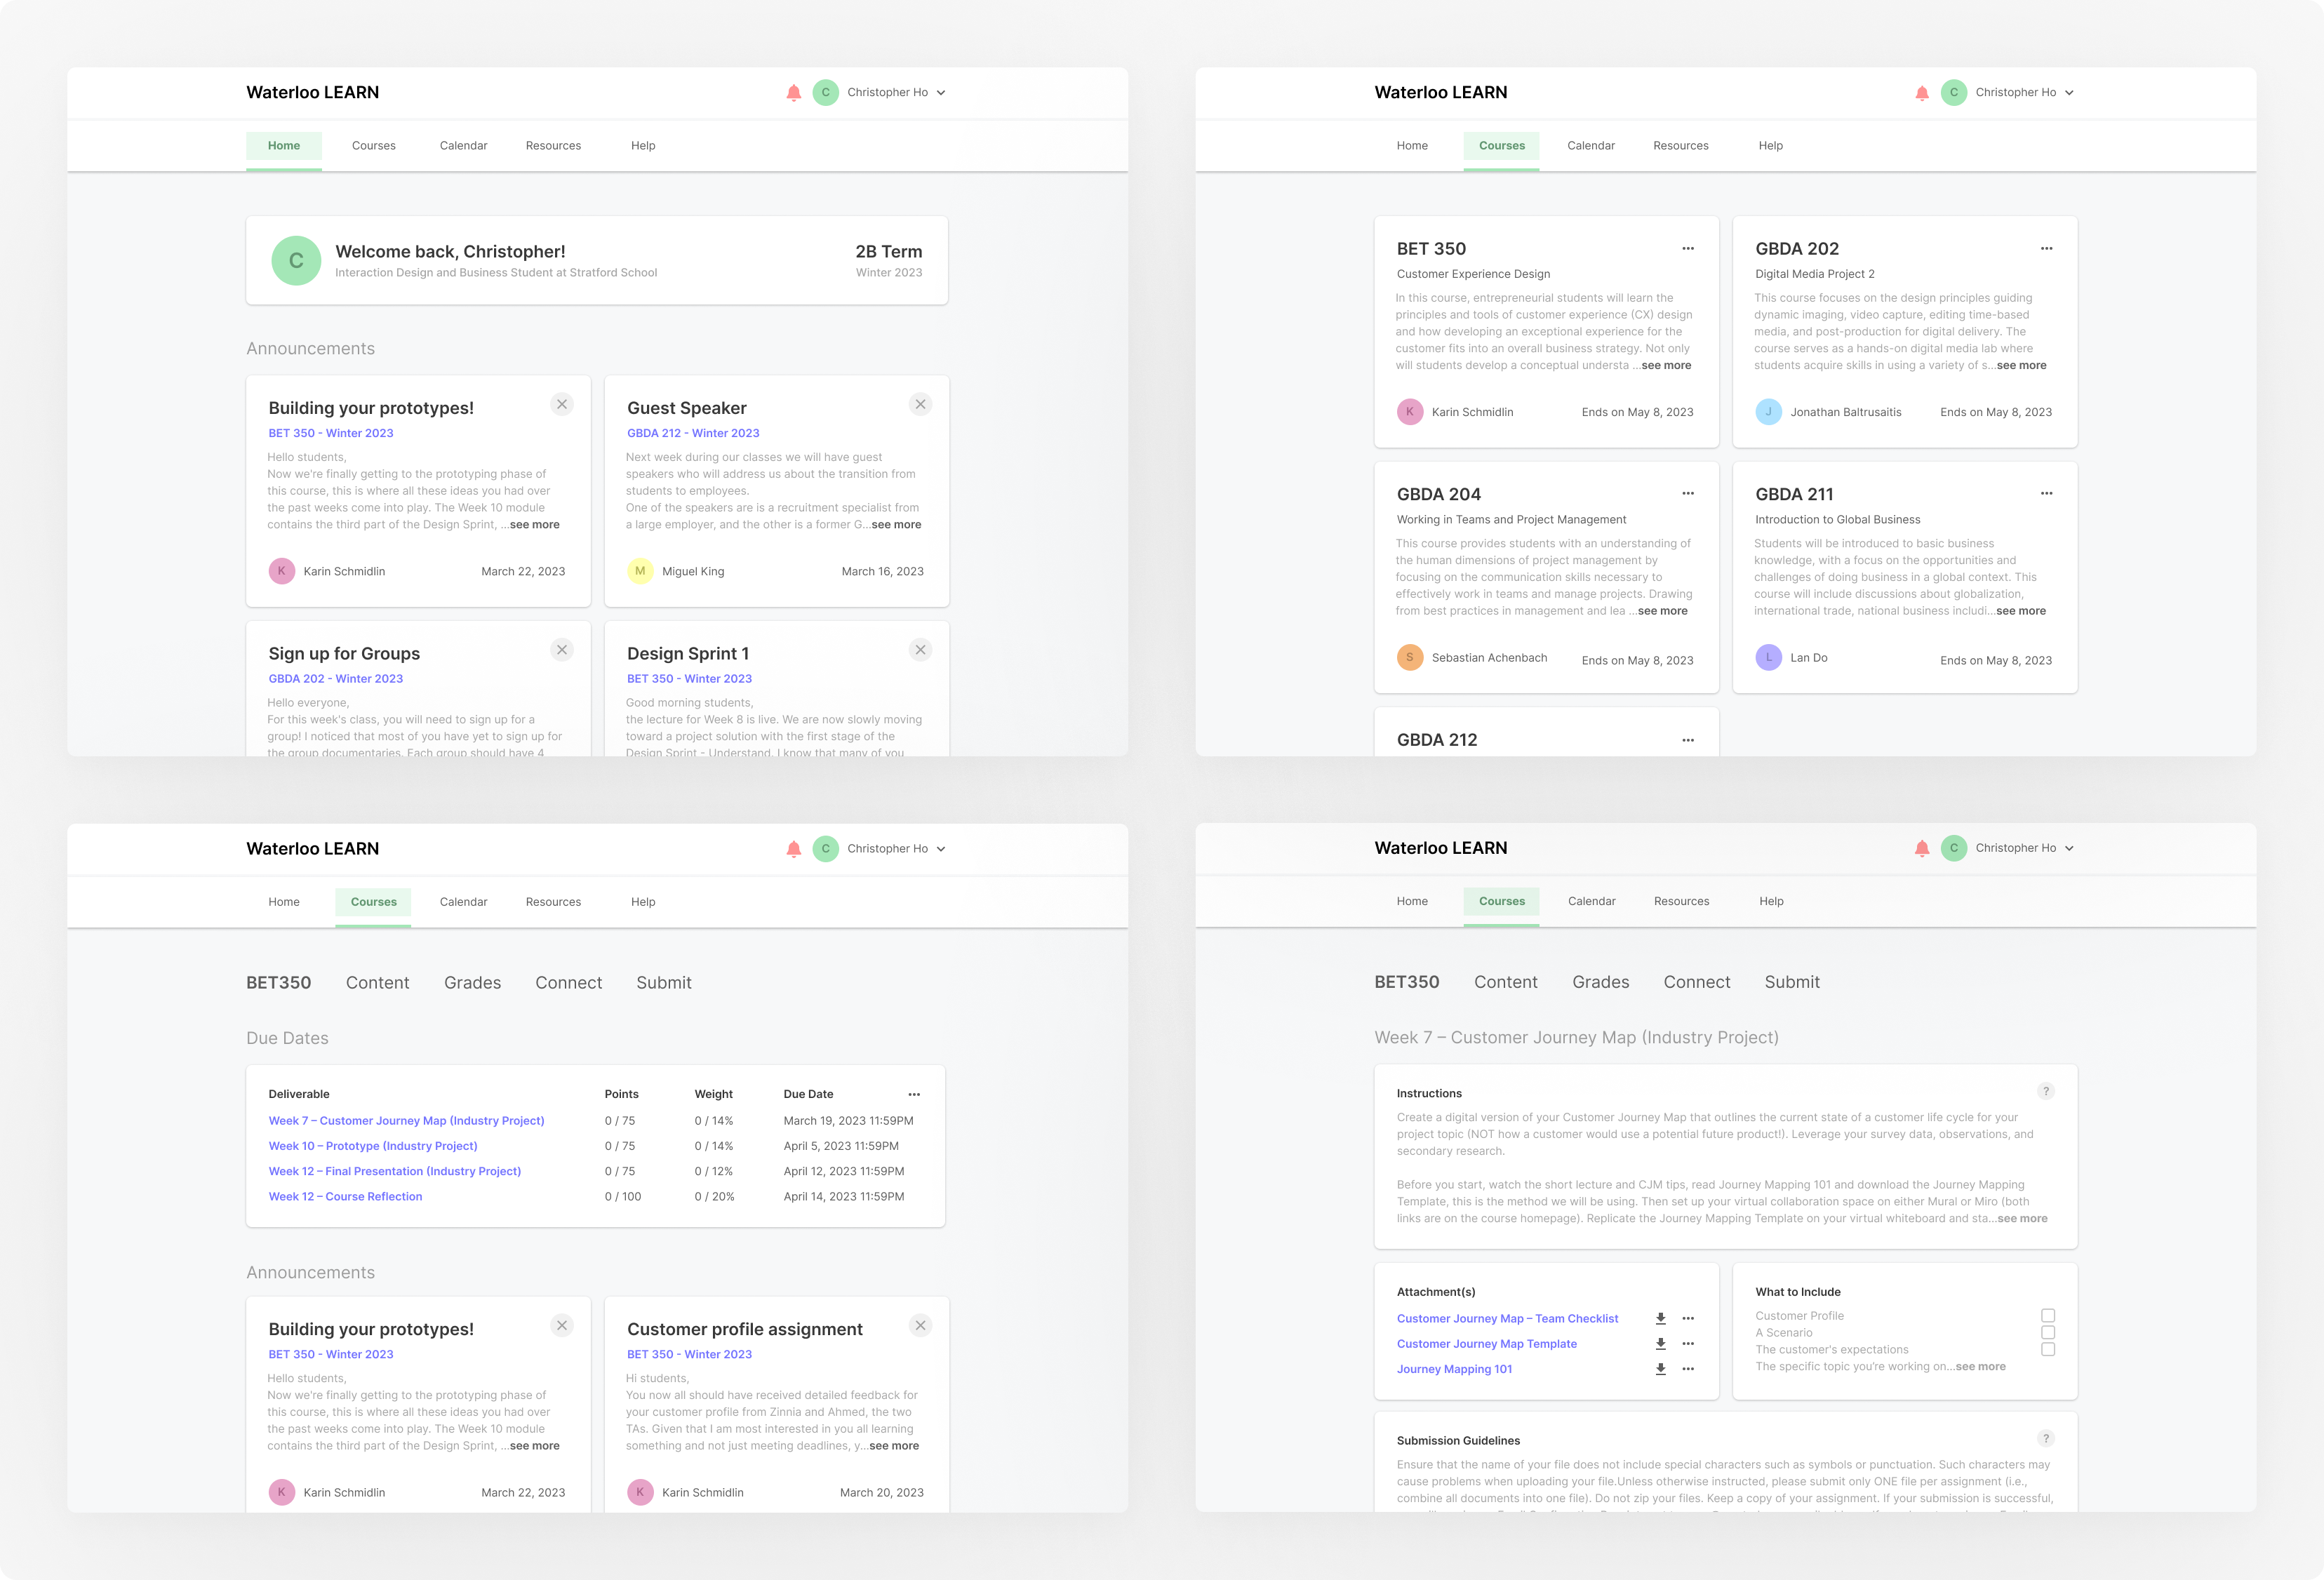 Waterloo LEARN
C Christopher Ho
Home Courses Calendar Resources Help
C
Welcome back, Christopher!
Interaction Design and Business Student at Stratford School
2B Term
Winter 2023
Announcements
Building your prototypes!
BET 350 - Winter 2023
Hello students,
Now we're finally getting to the prototyping phase of
this course, this is where all these ideas you had over
the past weeks come into play. The Week 10 module
contains the third part of the Design Sprint, ...see more
K Karin Schmidlin March 22, 2023
Guest Speaker
GBDA 212 - Winter 2023
Next week during our classes we will have guest
speakers who will address us about the transition from
students to employees.
One of the speakers are is a recruitment specialist from
a large employer, and the other is a former G...see more
M Miguel King March 16, 2023
Sign up for Groups
GBDA 202 - Winter 2023
Hello everyone,
For this week's class, you will need to sign up for a
group! I noticed that most of you have yet to sign up for
the group documentaries. Each group should have 4
Design Sprint 1
BET 350 - Winter 2023
Good morning students,
the lecture for Week 8 is live. We are now slowly moving
toward a project solution with the first stage of the
Design Sprint - Understand. I know that many of you
Waterloo LEARN
C Christopher Ho
Home Courses Calendar Resources Help
BET 350
Customer Experience Design
In this course, entrepreneurial students will learn the
principles and tools of customer experience (CX) design
and how developing an exceptional experience for the
customer fits into an overall business strategy. Not only
will students develop a conceptual understa ...see more
K Karin Schmidlin Ends on May 8, 2023
GBDA 202
Digital Media Project 2
This course focuses on the design principles guiding
dynamic imaging, video capture, editing time-based
media, and post-production for digital delivery. The
course serves as a hands-on digital media lab where
students acquire skills in using a variety of s...see more
J Jonathan Baltrusaitis Ends on May 8, 2023
GBDA 204
Working in Teams and Project Management
This course provides students with an understanding of
the human dimensions of project management by
focusing on the communication skills necessary to
effectively work in teams and manage projects. Drawing
from best practices in management and lea ...see more
S Sebastian Achenbach Ends on May 8, 2023
GBDA 211
Introduction to Global Business
Students will be introduced to basic business
knowledge, with a focus on the opportunities and
challenges of doing business in a global context. This
course will include discussions about globalization,
international trade, national business includi...see more
L Lan Do Ends on May 8, 2023
GBDA 212
Waterloo LEARN
C Christopher Ho
Home Courses Calendar Resources Help
BET350 Content Grades Connect Submit
Due Dates
Deliverable Points Weight Due Date
Week 7 – Customer Journey Map (Industry Project) 0 / 75 0 / 14% March 19, 2023 11:59PM
Week 10 – Prototype (Industry Project) 0 / 75 0 / 14% April 5, 2023 11:59PM
Week 12 – Final Presentation (Industry Project) 0 / 75 0 / 12% April 12, 2023 11:59PM
Week 12 – Course Reflection 0 / 100 0 / 20% April 14, 2023 11:59PM
Announcements
Building your prototypes!
BET 350 - Winter 2023
Hello students,
Now we're finally getting to the prototyping phase of
this course, this is where all these ideas you had over
the past weeks come into play. The Week 10 module
contains the third part of the Design Sprint, ...see more
K Karin Schmidlin March 22, 2023
Customer profile assignment
BET 350 - Winter 2023
Hi students,
You now all should have received detailed feedback for
your customer profile from Zinnia and Ahmed, the two
TAs. Given that I am most interested in you all learning
something and not just meeting deadlines, y...see more
K Karin Schmidlin March 20, 2023
Waterloo LEARN
C Christopher Ho
Home Courses Calendar Resources Help
BET350 Content Grades Connect Submit
Week 7 – Customer Journey Map (Industry Project)
Instructions ?
Create a digital version of your Customer Journey Map that outlines the current state of a customer life cycle for your
project topic (NOT how a customer would use a potential future product!). Leverage your survey data, observations, and
secondary research.
Before you start, watch the short lecture and CJM tips, read Journey Mapping 101 and download the Journey Mapping
Template, this is the method we will be using. Then set up your virtual collaboration space on either Mural or Miro (both
links are on the course homepage). Replicate the Journey Mapping Template on your virtual whiteboard and sta...see more
Attachment(s)
Customer Journey Map – Team Checklist
Customer Journey Map Template
Journey Mapping 101
What to Include
Customer Profile
A Scenario
The customer's expectations
The specific topic you're working on...see more
Submission Guidelines ?
Ensure that the name of your file does not include special characters such as symbols or punctuation. Such characters may
cause problems when uploading your file.Unless otherwise instructed, please submit only ONE file per assignment (i.e.,
combine all documents into one file). Do not zip your files. Keep a copy of your assignment. If your submission is successful,